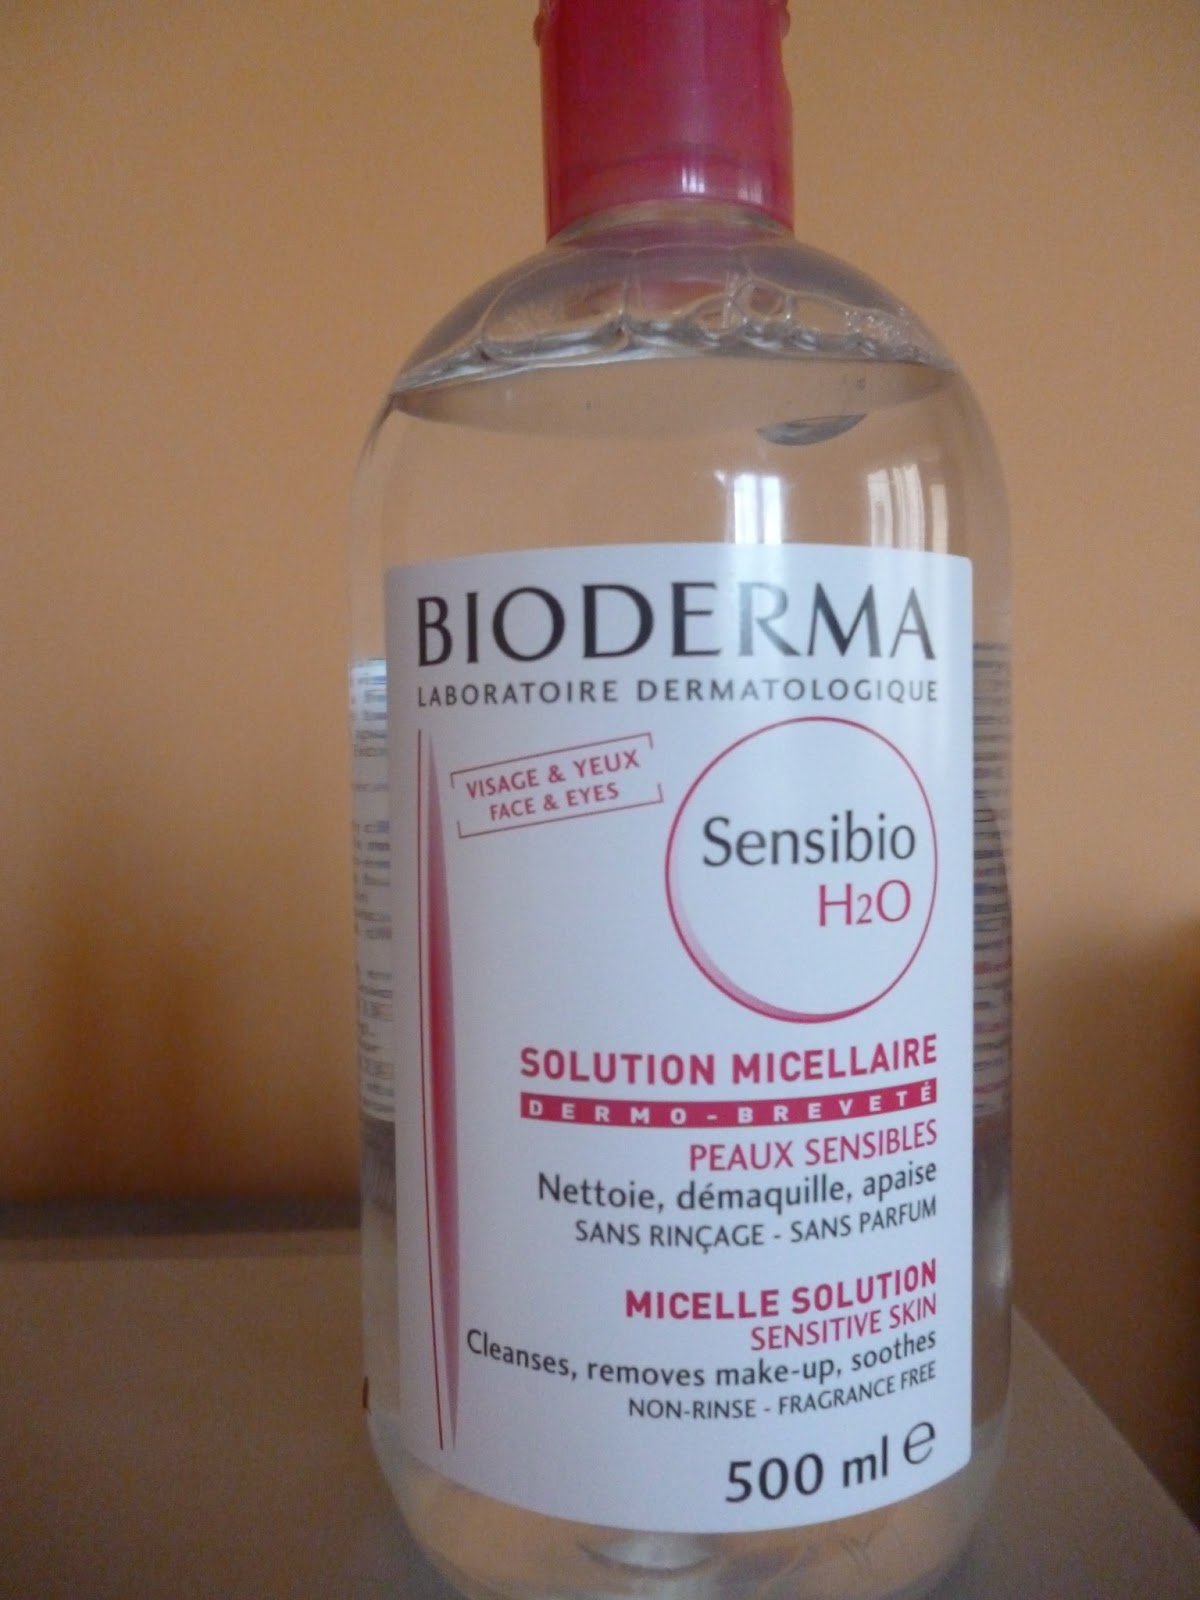 BIODERMA
LABORATOIRE DERMATOLOGIQUE
VISAGE & YEUX
FACE & EYES
Sensibio
H2O
SOLUTION MICELLAIRE
DERMO-BREVETÉ
PEAUX SENSIBLES
Nettoie, démaquille, apaise
SANS RINÇAGE - SANS PARFUM
MICELLE SOLUTION
SENSITIVE SKIN
Cleanses, removes make-up, soothes
NON-RINSE - FRAGRANCE FREE
500 ml e